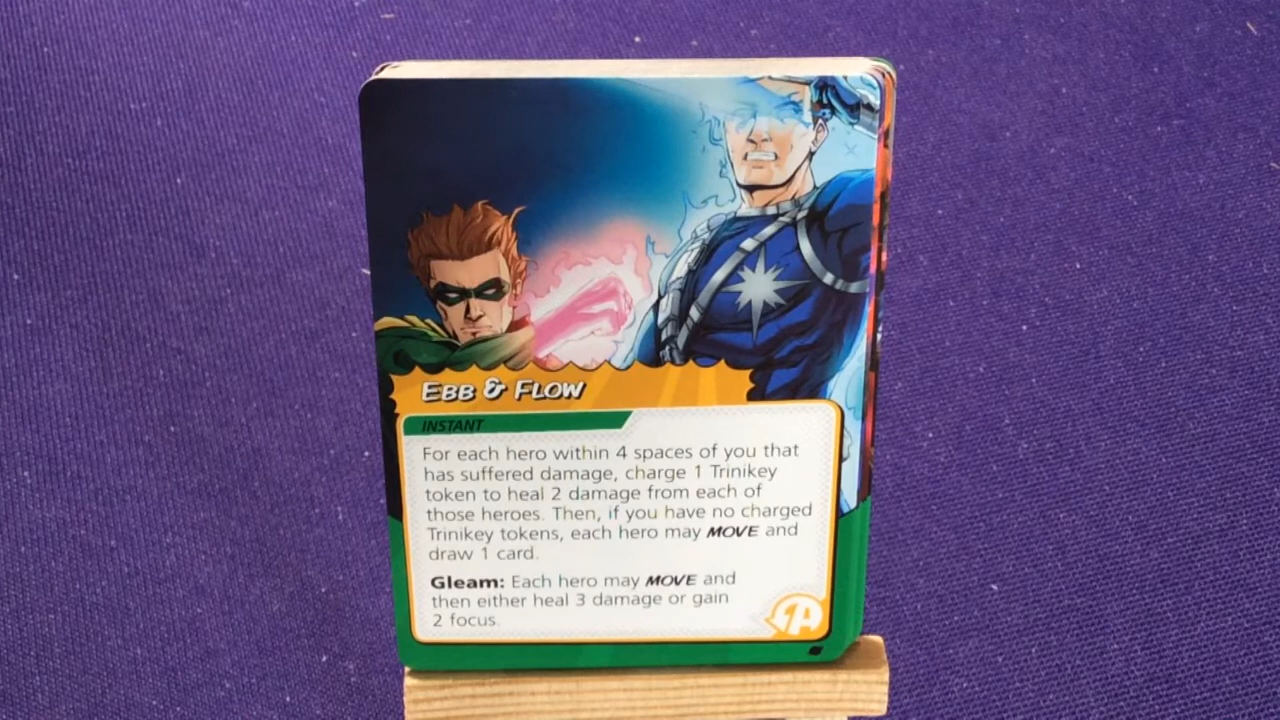 EBB & FLOW
INSTANT
For each hero within 4 spaces of you that
has suffered damage, charge 1 Trinikey
token to heal 2 damage from each of
those heroes. Then, if you have no charged
Trinikey tokens, each hero may MOVE and
draw 1 card.
Gleam: Each hero may MOVE and
then either heal 3 damage or gain
2 focus.
A